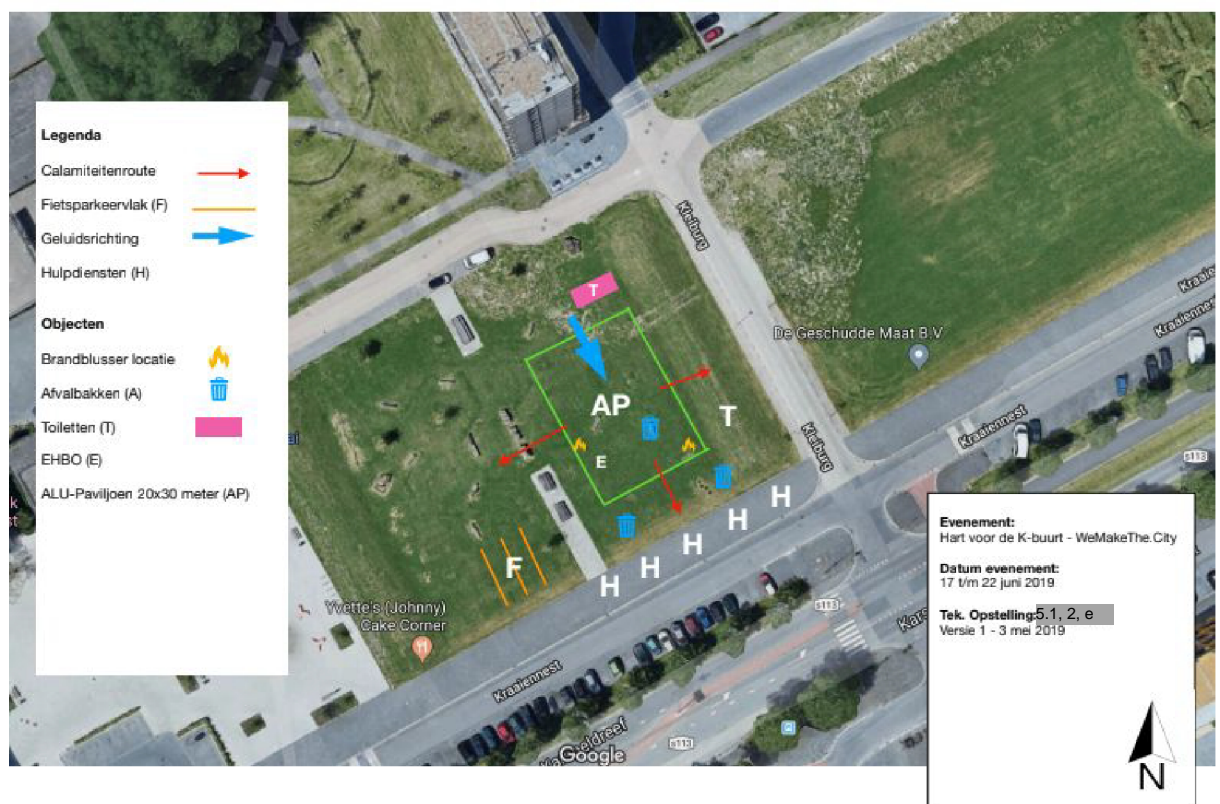 Legenda
Calamiteitenroute
Fietsparkeervlak (F)
Geluidsrichting
Hulpdiensten (H)
Objecten
Brandblusser locatie
Afvalbakken (A)
Toiletten (T)
EHBO (E)
ALU-Paviljoen 20x30 meter (AP)
Kleiburg
T
De Geschudde Maat B.V
AP
T
E
Kleiburg
Kraaiennest
s113
H
H
H
H
H
F
Yvette's (Johnny)
Cake Corner
Kraaiennest
s113
s113
Google
Evenement:
Hart voor de K-buurt - WeMakeThe.City
Datum evenement:
17 t/m 22 juni 2019
Tek. Opstelling:5.1, 2, e
Versie 1 - 3 mei 2019
N